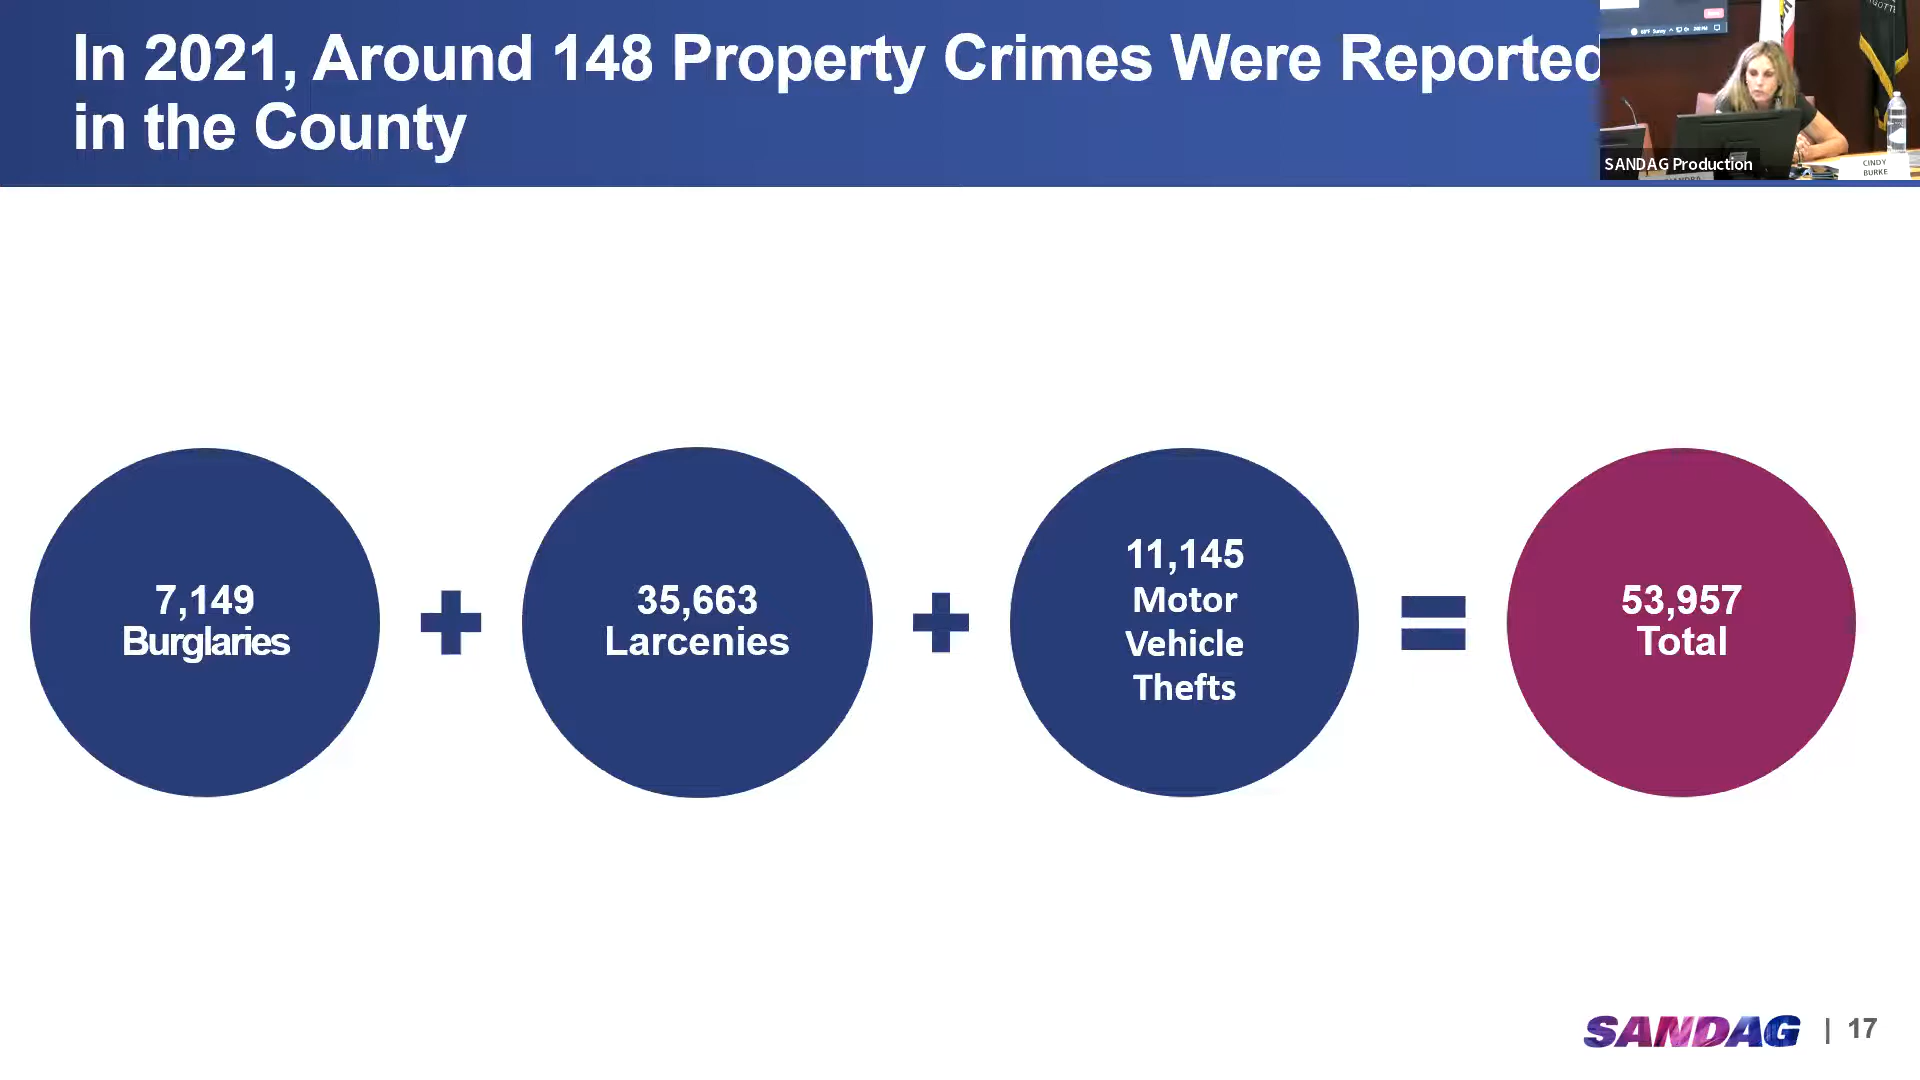 In 2021, Around 148 Property Crimes Were Reported
in the County
SANDAG Production
CINDY
BURKE
7,149
Burglaries
+
35,663
Larcenies
+
11,145
Motor
Vehicle
Thefts
=
53,957
Total
SANDAG | 17